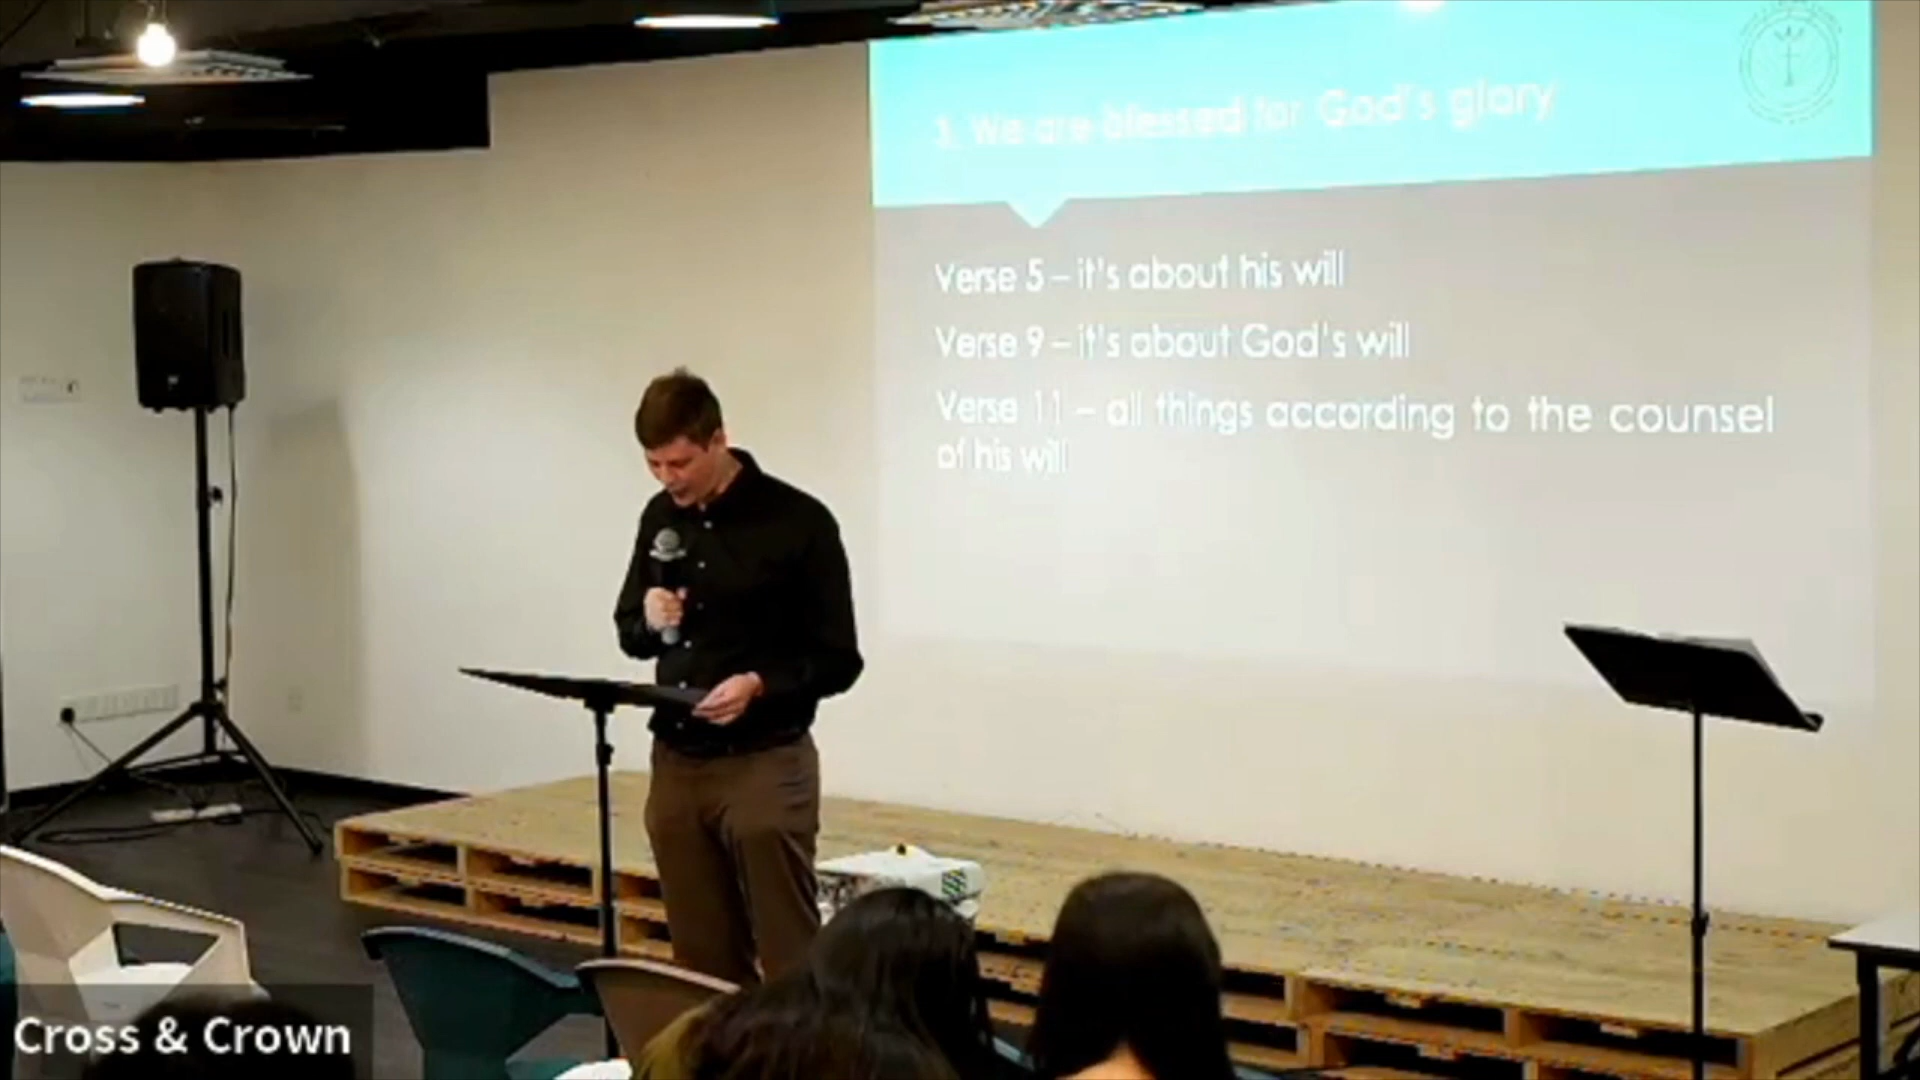 3. We are blessed for God's glory
Verse 5 – it's about his will
Verse 9 – it's about God's will
Verse 11 – all things according to the counsel
of his will
Cross & Crown